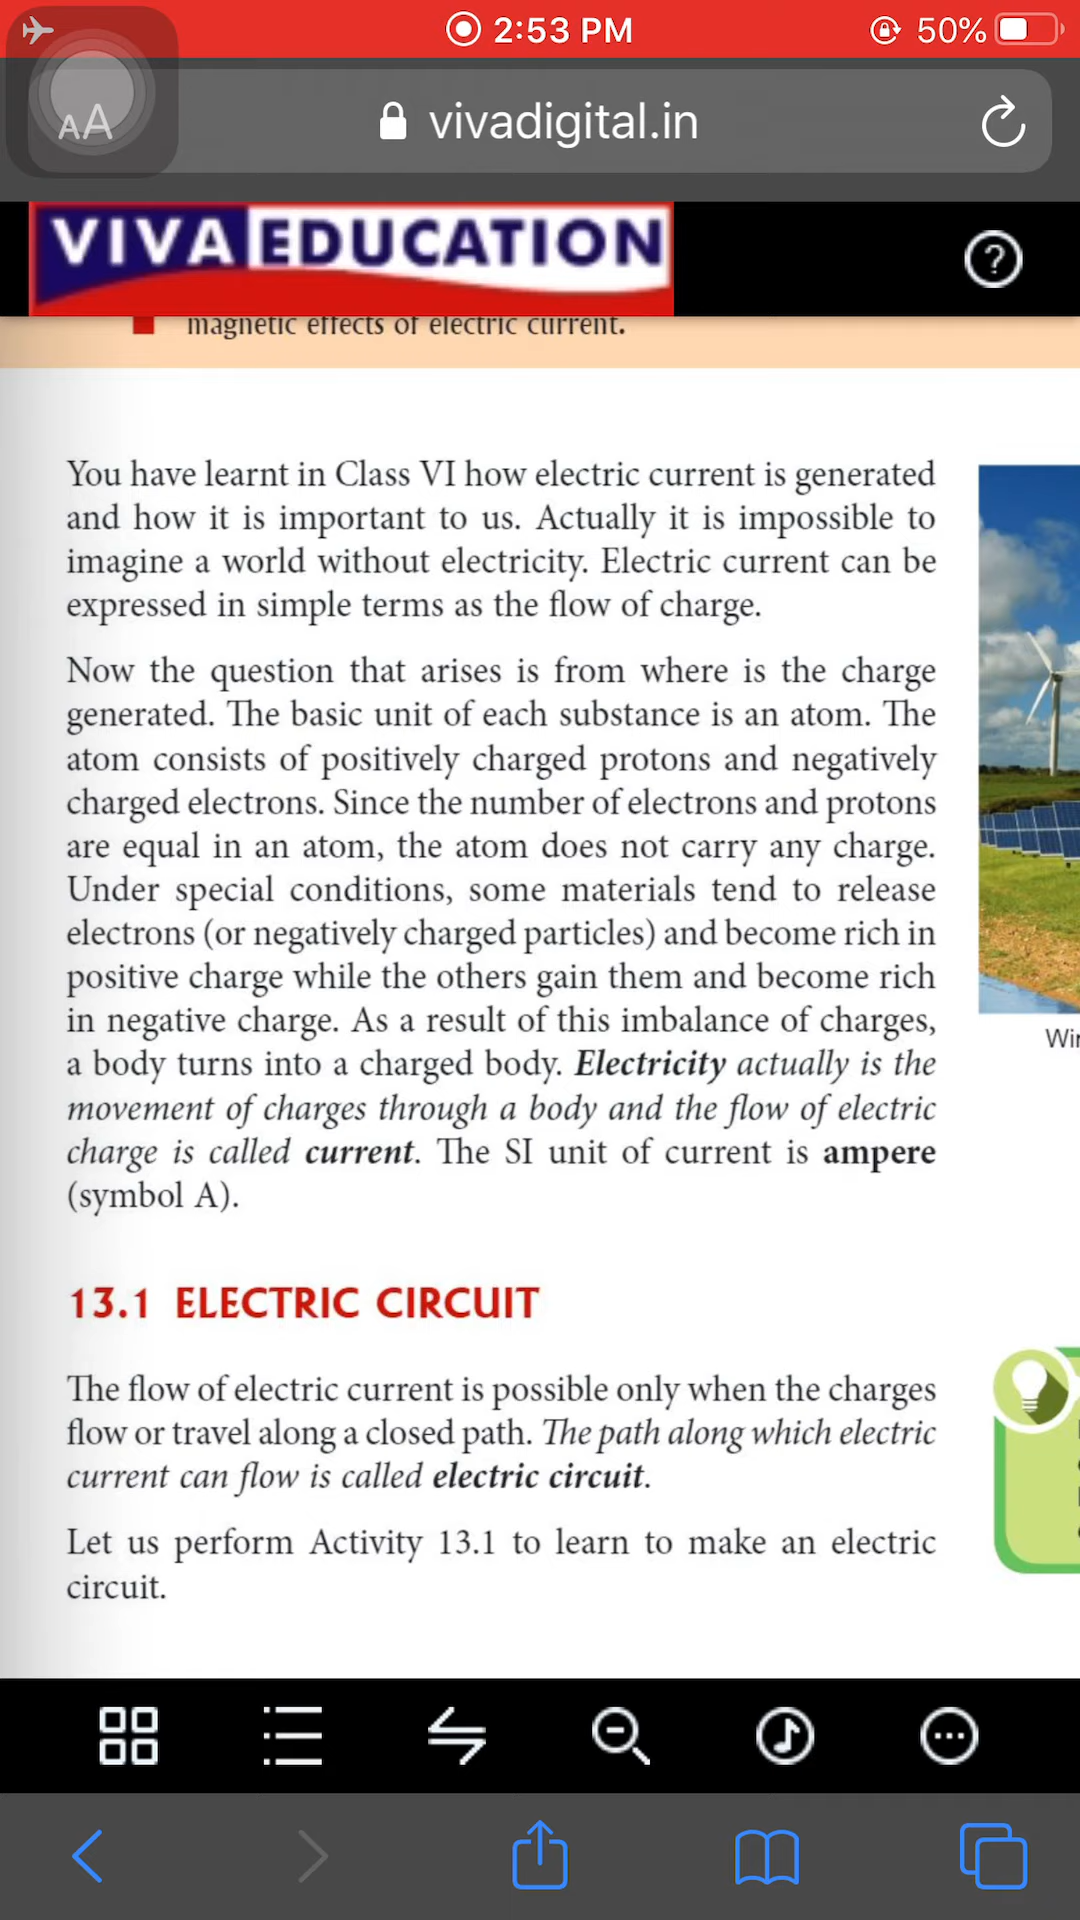 2:53 PM
50%
AA
vivadigital.in
VIVA EDUCATION
?
magnetic effects of electric current.
You have learnt in Class VI how electric current is generated
and how it is important to us. Actually it is impossible to
imagine a world without electricity. Electric current can be
expressed in simple terms as the flow of charge.
Now the question that arises is from where is the charge
generated. The basic unit of each substance is an atom. The
atom consists of positively charged protons and negatively
charged electrons. Since the number of electrons and protons
are equal in an atom, the atom does not carry any charge.
Under special conditions, some materials tend to release
electrons (or negatively charged particles) and become rich in
positive charge while the others gain them and become rich
in negative charge. As a result of this imbalance of charges,
a body turns into a charged body. Electricity actually is the
movement of charges through a body and the flow of electric
charge is called current. The SI unit of current is ampere
(symbol A).
13.1 ELECTRIC CIRCUIT
The flow of electric current is possible only when the charges
flow or travel along a closed path. The path along which electric
current can flow is called electric circuit.
Let us perform Activity 13.1 to learn to make an electric
circuit.